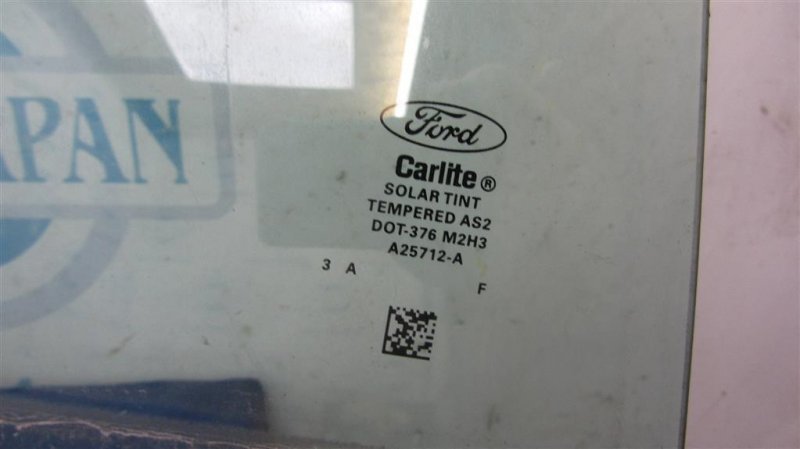 Ford
Carlite®
SOLAR TINT
TEMPERED AS2
DOT-376 M2H3
A25712-A
3 A F
APAN